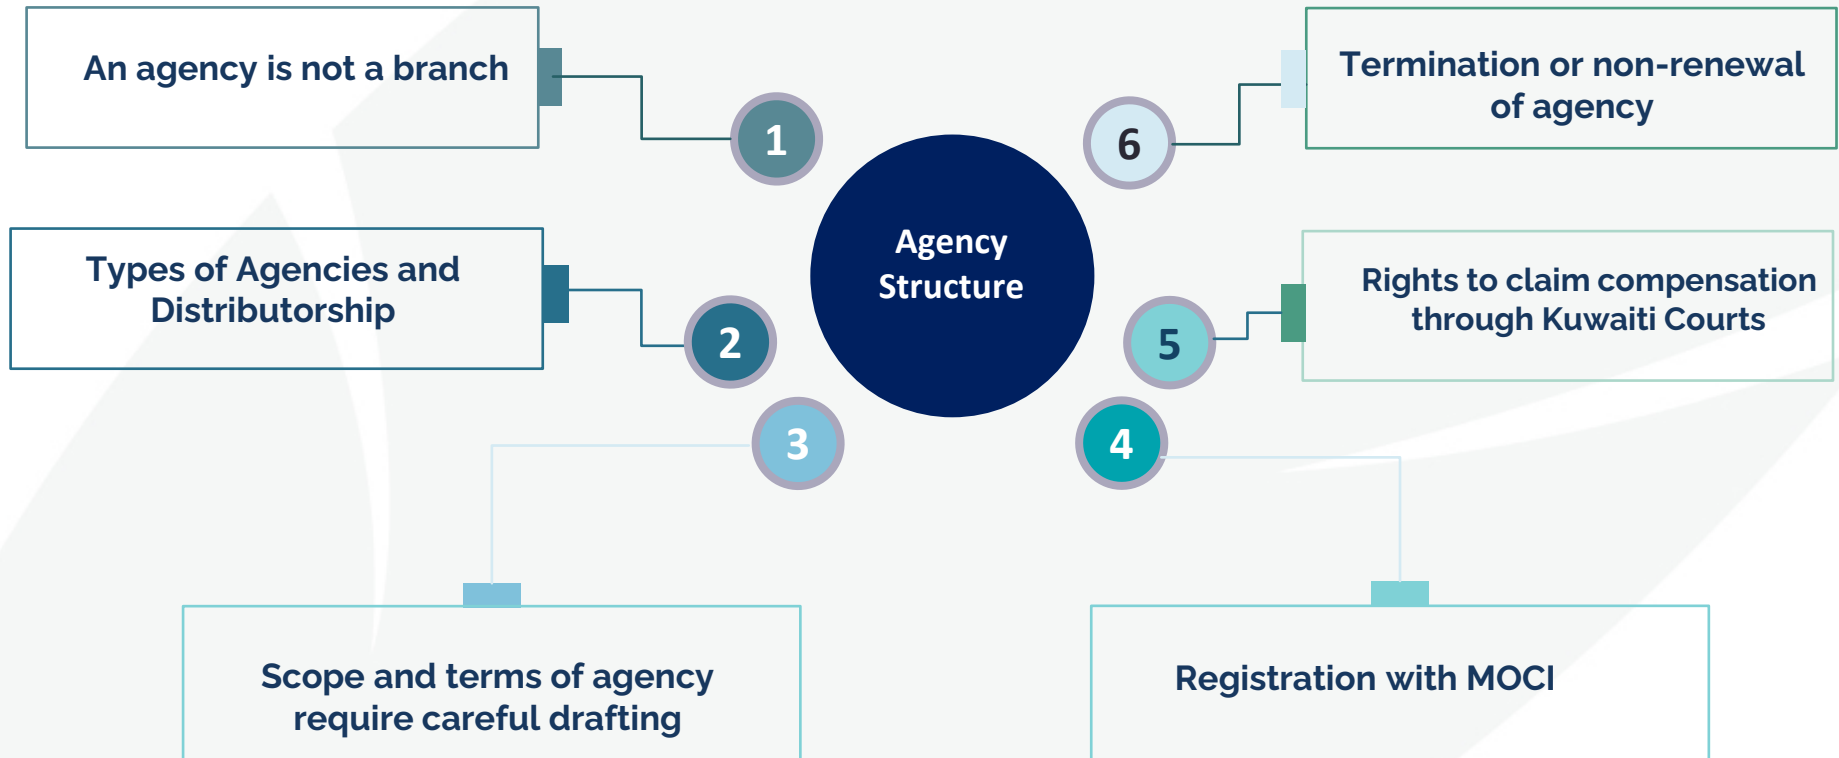 An agency is not a branch
1
Types of Agencies and
Distributorship
2
Scope and terms of agency
require careful drafting
3
Agency
Structure
Registration with MOCI
4
Rights to claim compensation
through Kuwaiti Courts
5
Termination or non-renewal
of agency
6